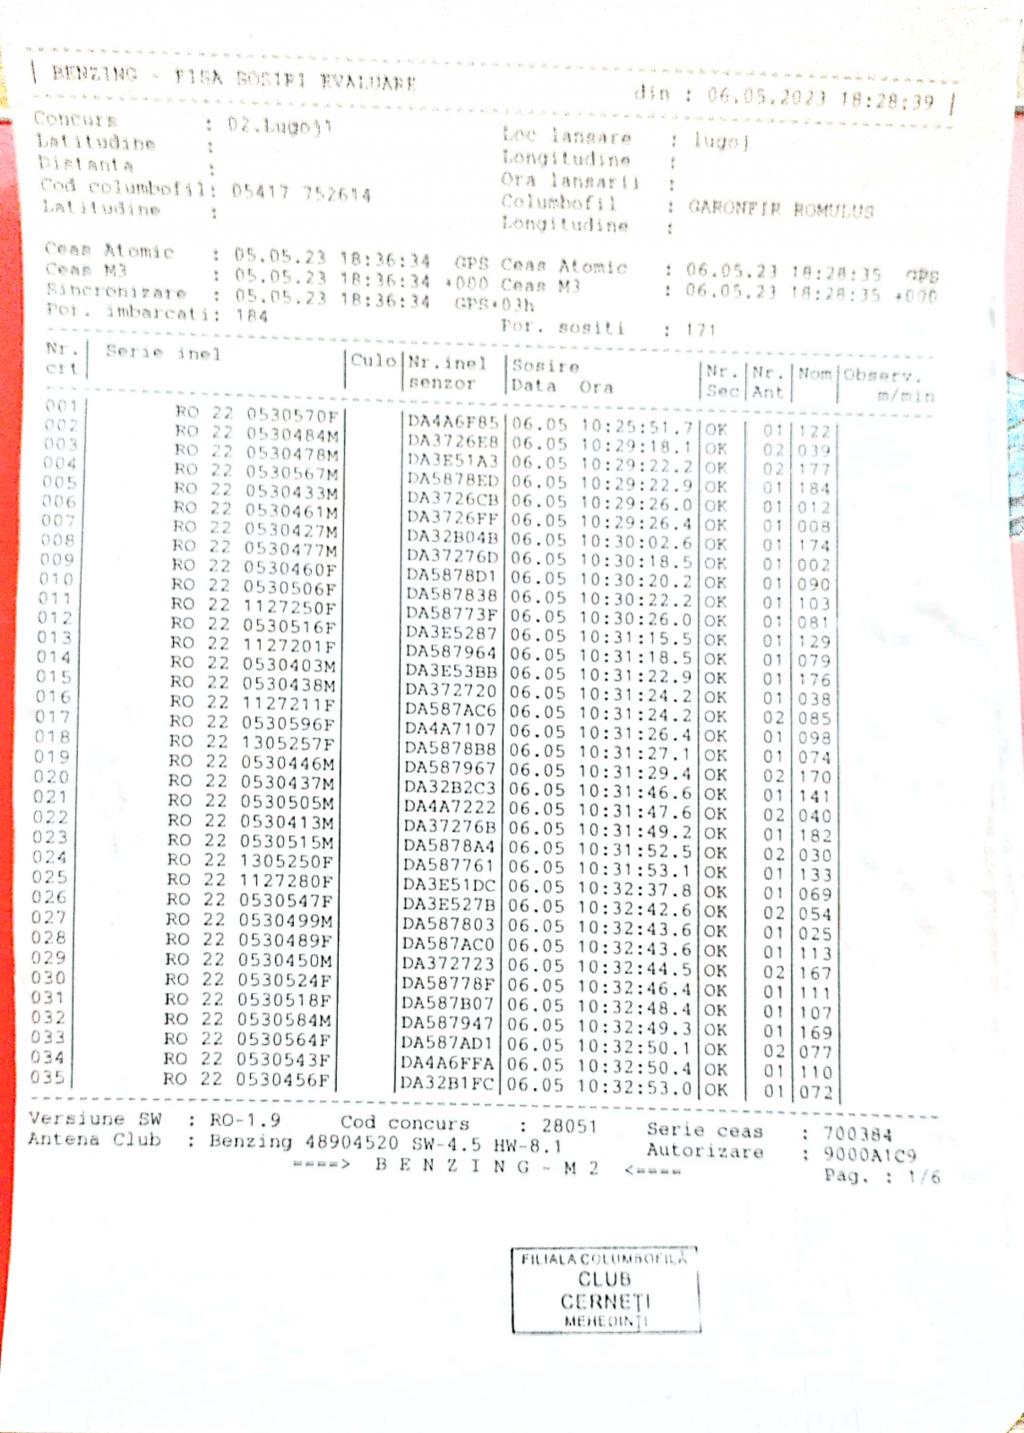 BENZING - FISA SOSIRI EVALUARE din : 06.05.2023 18:28:39
Concurs : 02.Lugoj1 Loc lansare : lugoj
Latitudine : Longitudine :
Distanta : Ora lansarii :
Cod columbofil: 05417 752614 Columbofil : GARONFIR ROMULUS
Latitudine : Longitudine :
Ceas Atomic : 05.05.23 18:36:34 GPS Ceas Atomic : 06.05.23 18:28:35 GPS
Ceas M3 : 05.05.23 18:36:34 +000 Ceas M3 : 06.05.23 18:28:35 +000
Sincronizare : 05.05.23 18:36:34 GPS+03h
Por. imbarcati: 184 Por. sositi : 171
Nr. Serie inel Culo Nr.inel Sosire Nr. Nr. Nom Observ.
crt senzor Data Ora Sec Ant m/min
001 RO 22 0530570F DA4A6F85 06.05 10:25:51.7 OK 01 122
002 RO 22 0530484M DA3726E8 06.05 10:29:18.1 OK 02 039
003 RO 22 0530478M DA3E51A3 06.05 10:29:22.2 OK 02 177
004 RO 22 0530567M DA5878ED 06.05 10:29:22.9 OK 01 184
005 RO 22 0530433M DA3726CB 06.05 10:29:26.0 OK 01 012
006 RO 22 0530461M DA3726FF 06.05 10:29:26.4 OK 01 008
007 RO 22 0530427M DA32B04B 06.05 10:30:02.6 OK 01 174
008 RO 22 0530477M DA37276D 06.05 10:30:18.5 OK 01 002
009 RO 22 0530460F DA5878D1 06.05 10:30:20.2 OK 01 090
010 RO 22 0530506F DA587838 06.05 10:30:22.2 OK 01 103
011 RO 22 1127250F DA58773F 06.05 10:30:26.0 OK 01 081
012 RO 22 0530516F DA3E5287 06.05 10:31:15.5 OK 01 129
013 RO 22 1127201F DA587964 06.05 10:31:18.5 OK 01 079
014 RO 22 0530403M DA3E53BB 06.05 10:31:22.9 OK 01 176
015 RO 22 0530438M DA372720 06.05 10:31:24.2 OK 01 038
016 RO 22 1127211F DA587AC6 06.05 10:31:24.2 OK 02 085
017 RO 22 0530596F DA4A7107 06.05 10:31:26.4 OK 01 098
018 RO 22 1305257F DA5878B8 06.05 10:31:27.1 OK 01 074
019 RO 22 0530446M DA587967 06.05 10:31:29.4 OK 02 170
020 RO 22 0530437M DA32B2C3 06.05 10:31:46.6 OK 01 141
021 RO 22 0530505M DA4A7222 06.05 10:31:47.6 OK 02 040
022 RO 22 0530413M DA37276B 06.05 10:31:49.2 OK 01 182
023 RO 22 0530515M DA5878A4 06.05 10:31:52.5 OK 02 030
024 RO 22 1305250F DA587761 06.05 10:31:53.1 OK 01 133
025 RO 22 1127280F DA3E51DC 06.05 10:32:37.8 OK 01 069
026 RO 22 0530547F DA3E527B 06.05 10:32:42.6 OK 02 054
027 RO 22 0530499M DA587803 06.05 10:32:43.6 OK 01 025
028 RO 22 0530489F DA587AC0 06.05 10:32:43.6 OK 01 113
029 RO 22 0530450M DA372723 06.05 10:32:44.5 OK 02 167
030 RO 22 0530524F DA58778F 06.05 10:32:46.4 OK 01 111
031 RO 22 0530518F DA587B07 06.05 10:32:48.4 OK 01 107
032 RO 22 0530584M DA587947 06.05 10:32:49.3 OK 01 169
033 RO 22 0530564F DA587AD1 06.05 10:32:50.1 OK 02 077
034 RO 22 0530543F DA4A6FFA 06.05 10:32:50.4 OK 01 110
035 RO 22 0530456F DA32B1FC 06.05 10:32:53.0 OK 01 072
Versiune SW : RO-1.9 Cod concurs : 28051 Serie ceas : 700384
Antena Club : Benzing 48904520 SW-4.5 HW-8.1 Autorizare : 9000A1C9
====> B E N Z I N G - M 2 <==== Pag. : 1/6
FILIALA COLUMBOFILĂ
CLUB
CERNEȚI
MEHEDINȚI